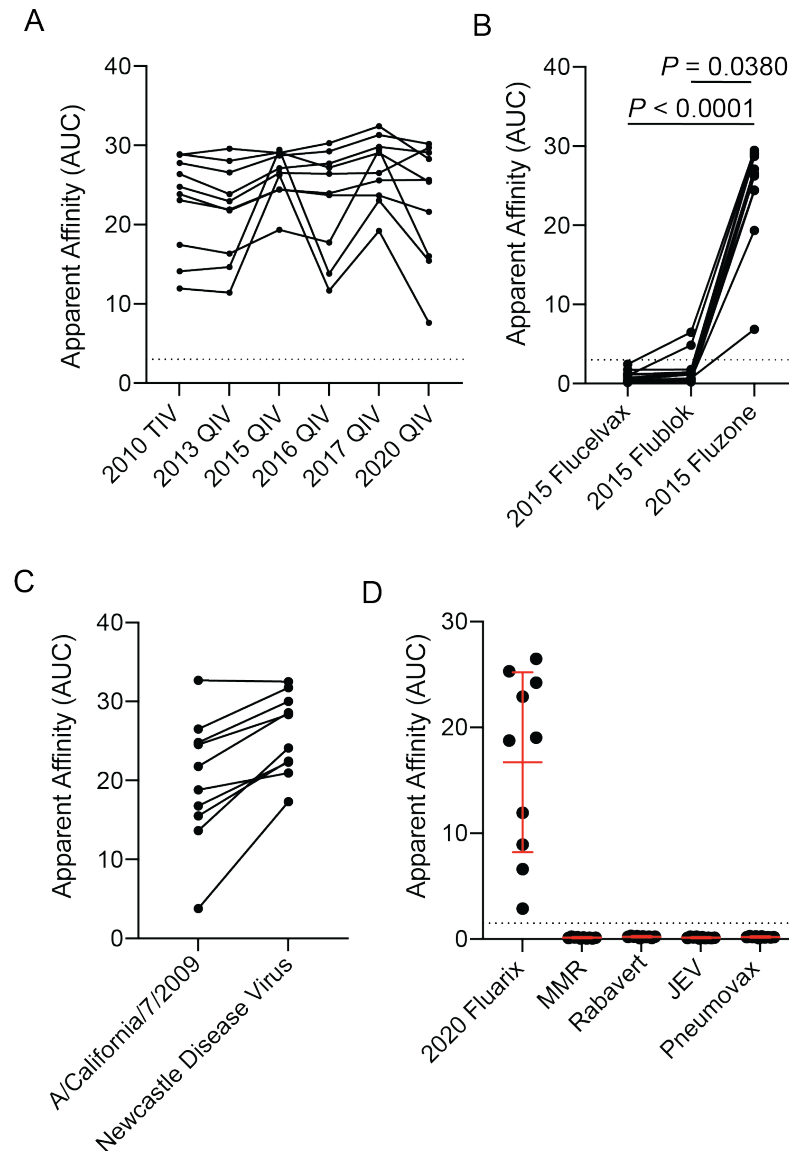 A
Apparent Affinity (AUC)
40
30
20
10
0
2010 TIV
2013 QIV
2015 QIV
2016 QIV
2017 QIV
2020 QIV
B
Apparent Affinity (AUC)
40
30
20
10
0
P = 0.0380
P < 0.0001
2015 Flucelvax
2015 Flublok
2015 Fluzone
C
Apparent Affinity (AUC)
40
30
20
10
0
A/California/7/2009
Newcastle Disease Virus
D
Apparent Affinity (AUC)
30
20
10
0
2020 Fluarix
MMR
Rabavert
JEV
Pneumovax